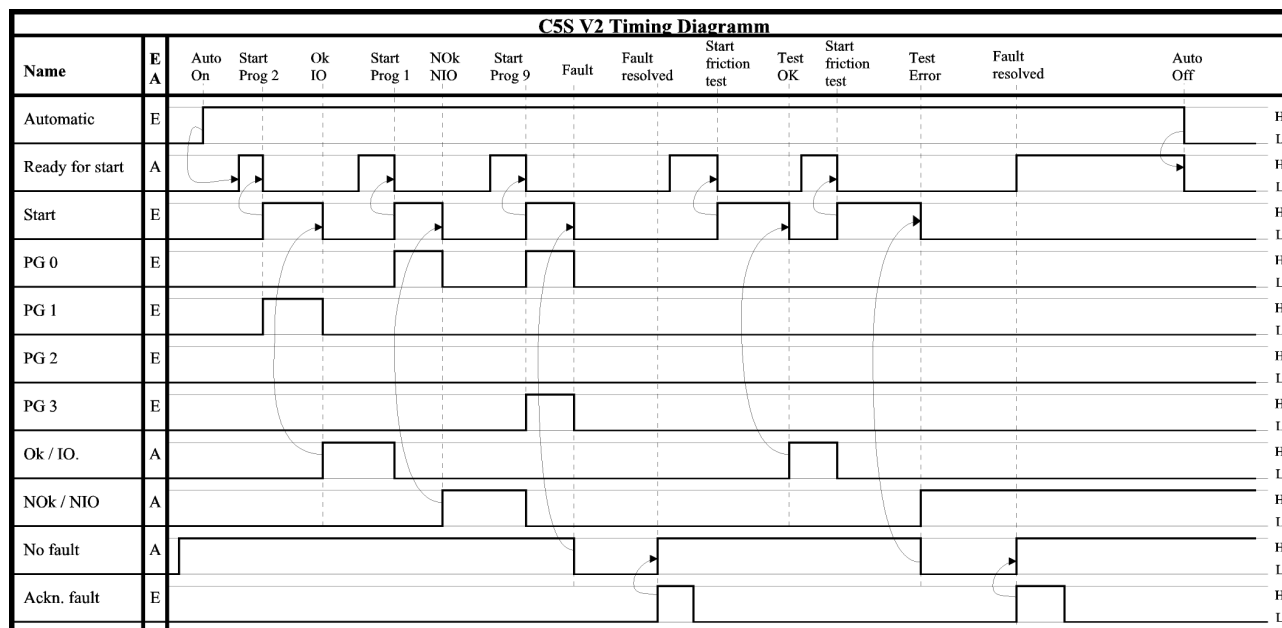 C5S V2 Timing Diagramm
Name E A Auto On Start Prog 2 Ok IO Start Prog 1 NOk NIO Start Prog 9 Fault Fault resolved Start friction test Test OK Start friction test Test Error Fault resolved Auto Off
Automatic E H L
Ready for start A H L
Start E H L
PG 0 E H L
PG 1 E H L
PG 2 E H L
PG 3 E H L
Ok / IO. A H L
NOk / NIO A H L
No fault A H L
Ackn. fault E H L